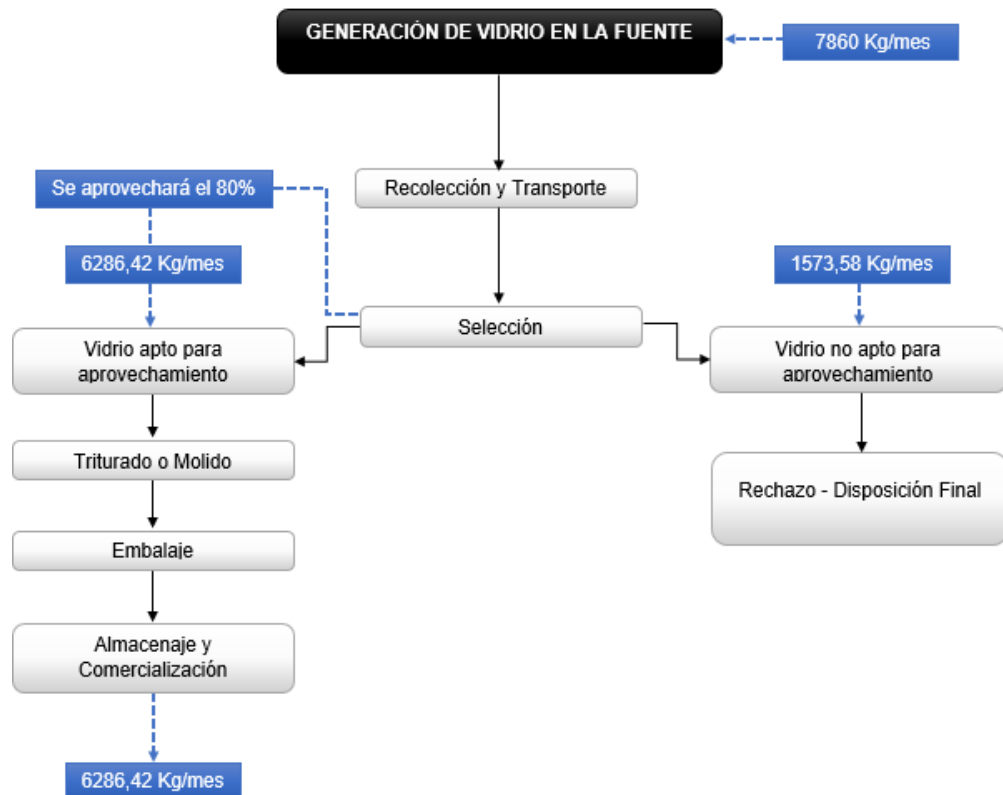 GENERACIÓN DE VIDRIO EN LA FUENTE
7860 Kg/mes
Se aprovechará el 80%
Recolección y Transporte
6286,42 Kg/mes
1573,58 Kg/mes
Selección
Vidrio apto para
aprovechamiento
Vidrio no apto para
aprovechamiento
Triturado o Molido
Rechazo - Disposición Final
Embalaje
Almacenaje y
Comercialización
6286,42 Kg/mes